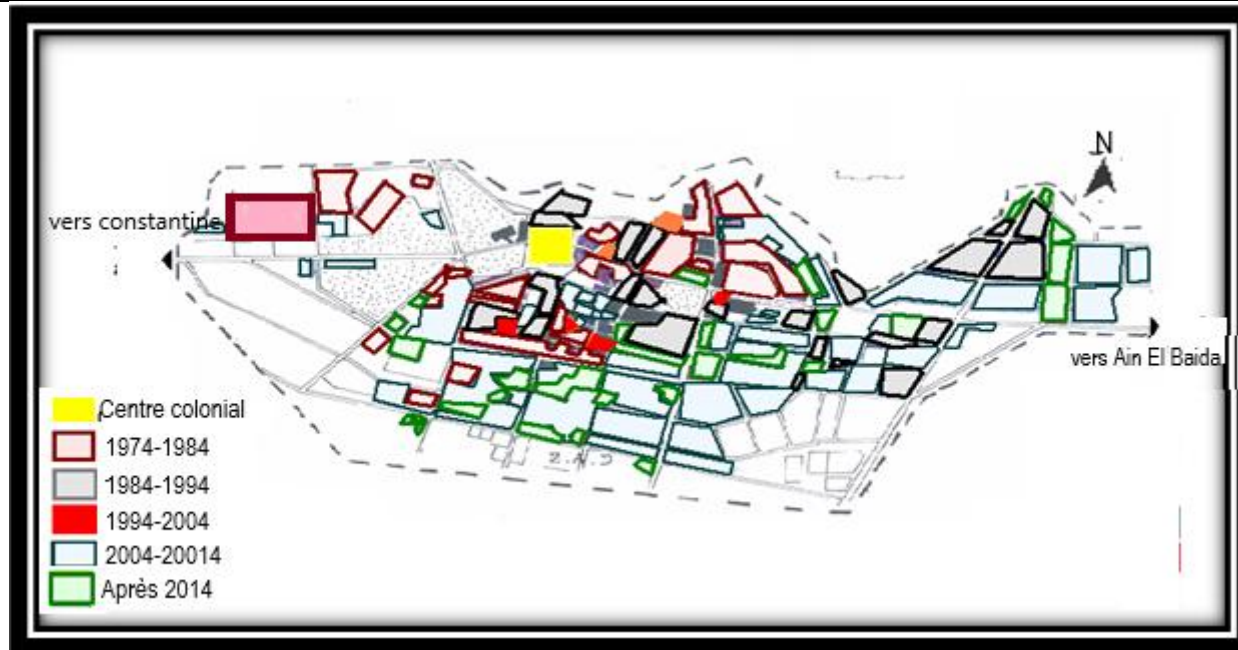 N
vers constantine
vers Ain El Baida
Z.A.D
Centre colonial
1974-1984
1984-1994
1994-2004
2004-20014
Après 2014